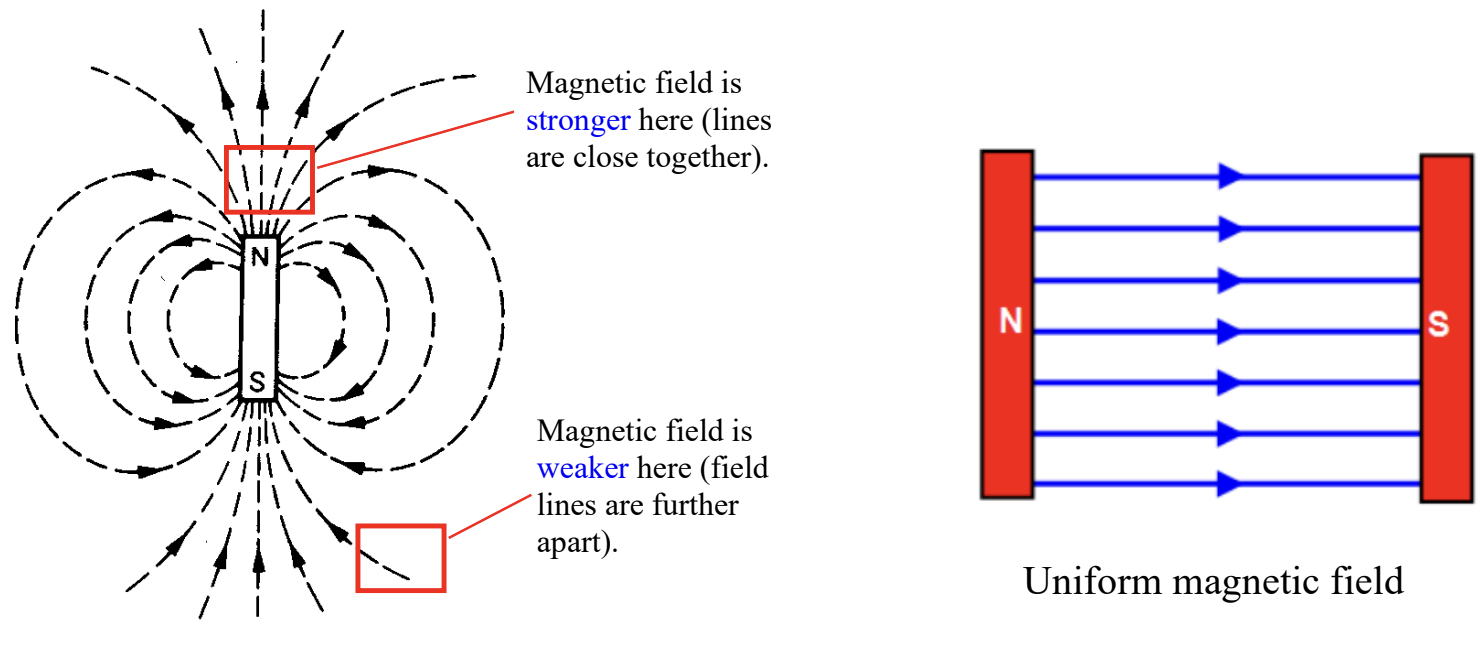 Magnetic field is
stronger here (lines
are close together).
N
S
Magnetic field is
weaker here (field
lines are further
apart).
N
S
Uniform magnetic field